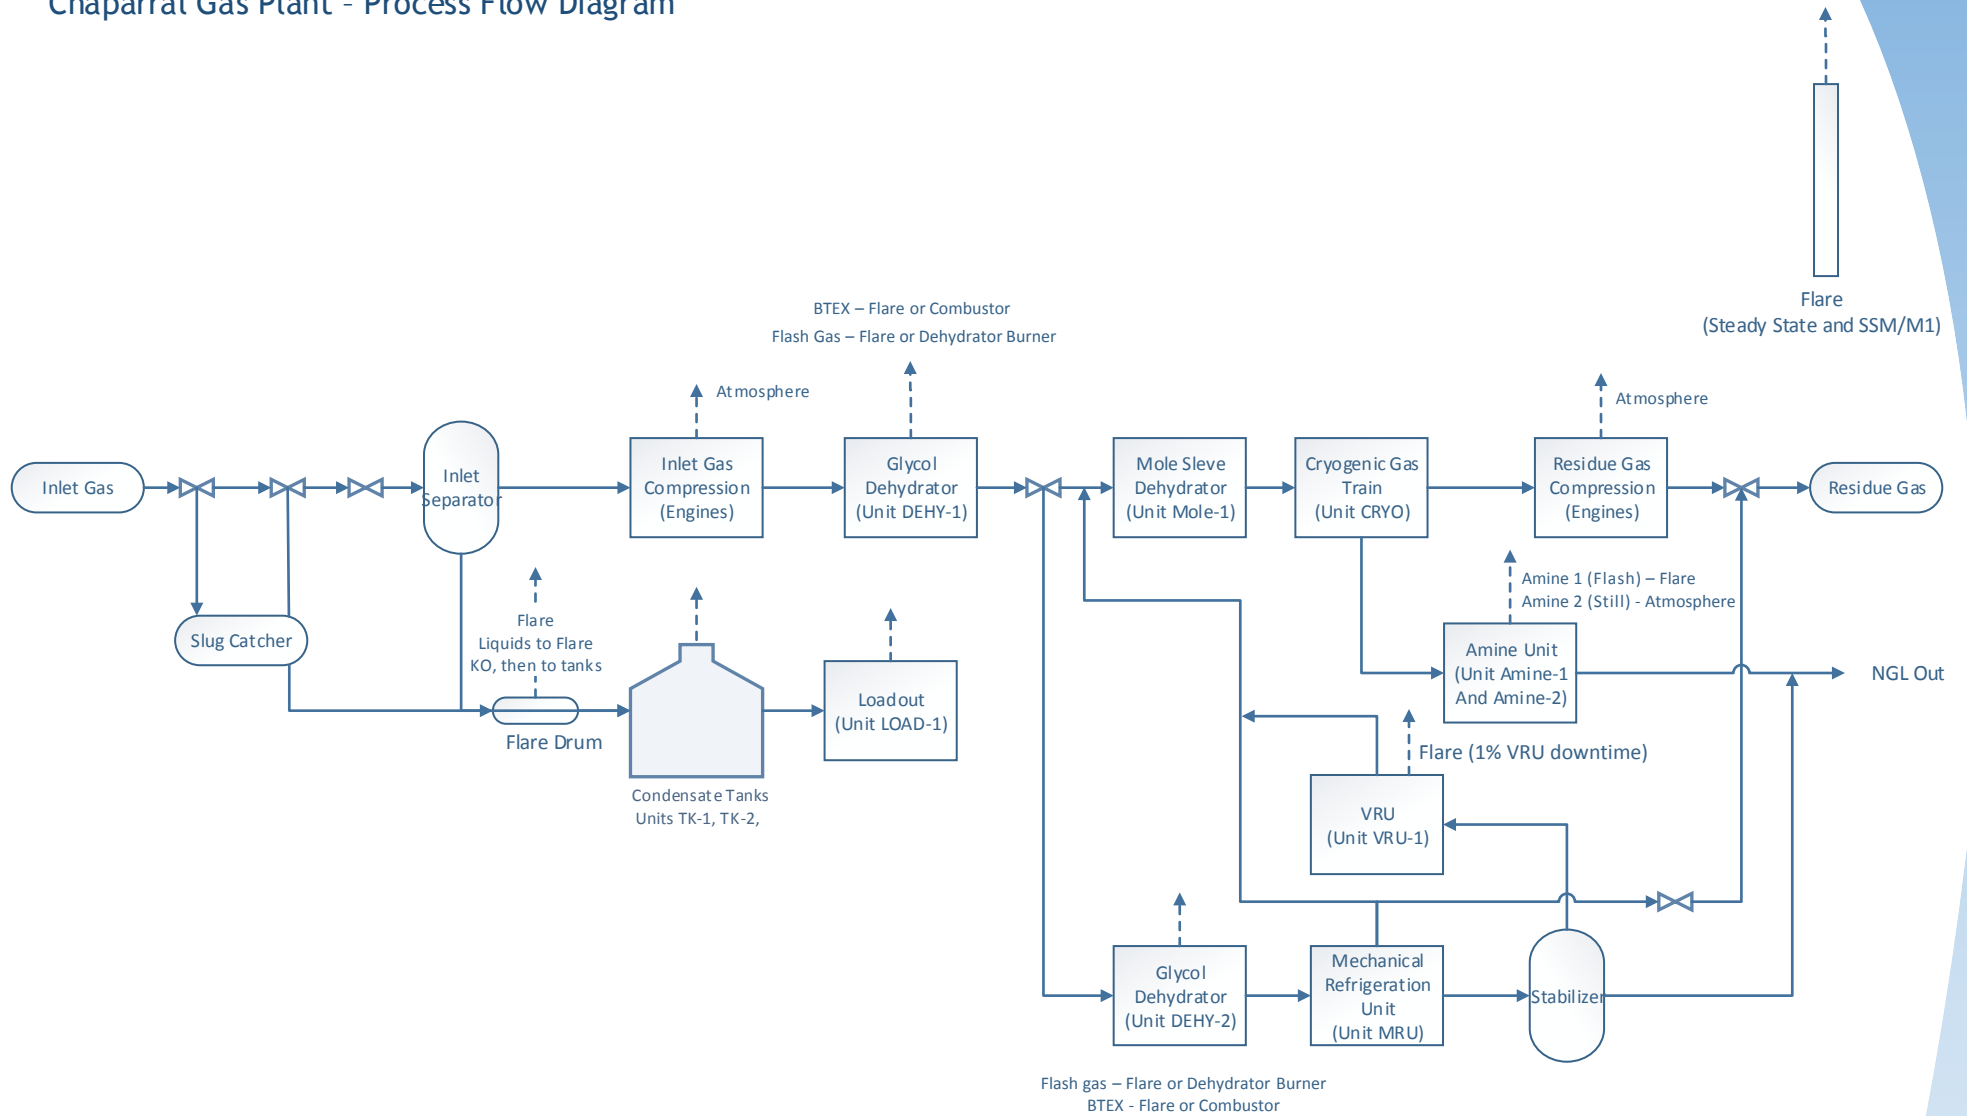 Chaparral Gas Plant - Process Flow Diagram
Flare
(Steady State and SSM/M1)
BTEX – Flare or Combustor
Flash Gas – Flare or Dehydrator Burner
Atmosphere
Atmosphere
Inlet Gas
Inlet
Separator
Inlet Gas
Compression
(Engines)
Glycol
Dehydrator
(Unit DEHY-1)
Mole Sleve
Dehydrator
(Unit Mole-1)
Cryogenic Gas
Train
(Unit CRYO)
Residue Gas
Compression
(Engines)
Residue Gas
Slug Catcher
Flare
Liquids to Flare
KO, then to tanks
Flare Drum
Condensate Tanks
Units TK-1, TK-2,
Loadout
(Unit LOAD-1)
Amine 1 (Flash) – Flare
Amine 2 (Still) - Atmosphere
Amine Unit
(Unit Amine-1
And Amine-2)
NGL Out
Flare (1% VRU downtime)
VRU
(Unit VRU-1)
Glycol
Dehydrator
(Unit DEHY-2)
Mechanical
Refrigeration
Unit
(Unit MRU)
Stabilizer
Flash gas – Flare or Dehydrator Burner
BTEX - Flare or Combustor